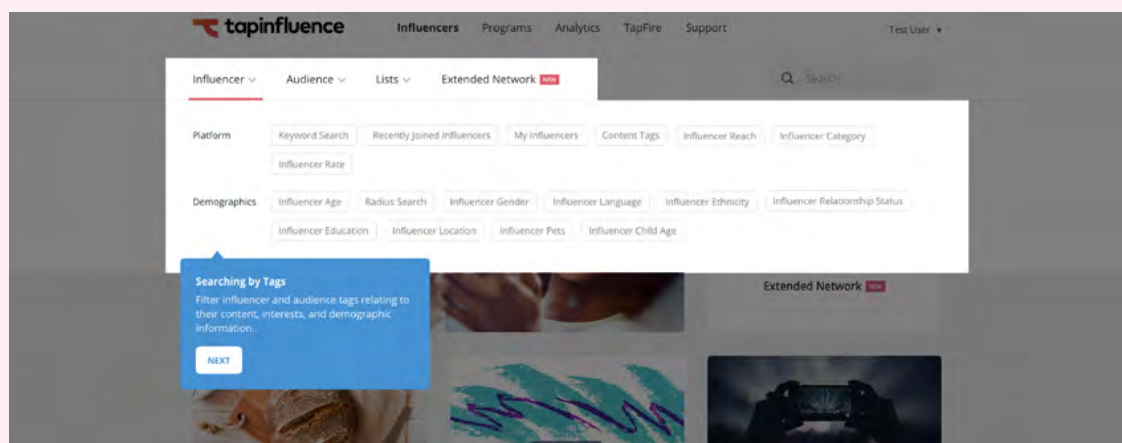 tapinfluence Influencers Programs Analytics TapFire Support Test User
Influencer Audience Lists Extended Network NEW Search
Platform Keyword Search Recently Joined Influencers My Influencers Content Tags Influencer Reach Influencer Category
Influencer Rate
Demographics Influencer Age Radius Search Influencer Gender Influencer Language Influencer Ethnicity Influencer Relationship Status
Influencer Education Influencer Location Influencer Pets Influencer Child Age
Searching by Tags
Filter influencer and audience tags relating to
their content, interests, and demographic
information.
NEXT
Extended Network NEW